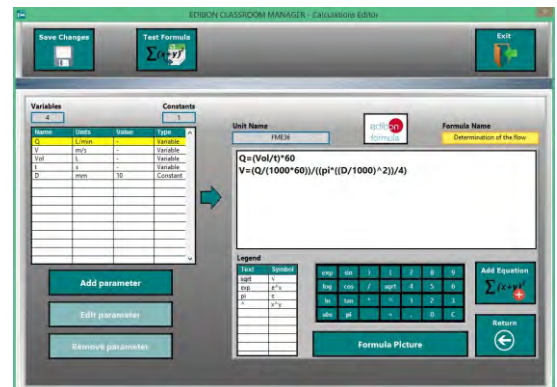 EDIBON CLASSROOM MANAGER - Calculations Editor
Save Changes
Test Formula
Exit
Variables
4
Constants
1
Name Units Value Type
Q L/min - Variable
V m/s - Variable
Vol L - Variable
t s - Variable
D mm 10 Constant
Add parameter
Edit parameter
Remove parameter
Unit Name
FME36
edibon
formula
Formula Name
Determination of the flow
Q=(Vol/t)*60
V=(Q/(1000*60))/((pi*((D/1000)^2))/4)
Legend
Text Symbol
sqrt √
exp e^x
pi π
^ x^y
exp sin ) ( 7 8 9
log cos / sqrt 4 5 6
ln tan * ^ 1 2 3
abs pi - + . 0 C
Formula Picture
Add Equation
Return